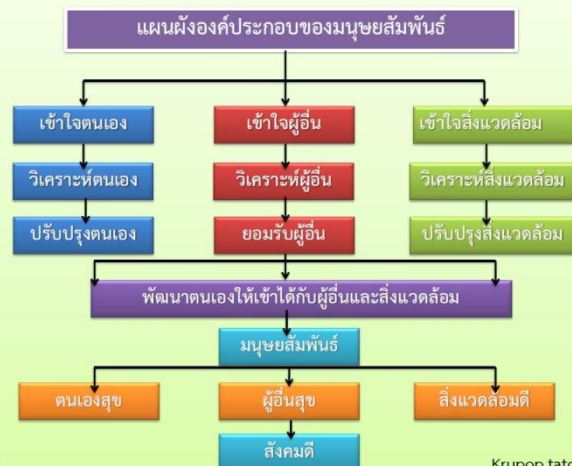 แผนผังองค์ประกอบของมนุษยสัมพันธ์
เข้าใจตนเอง เข้าใจผู้อื่น เข้าใจสิ่งแวดล้อม
วิเคราะห์ตนเอง วิเคราะห์ผู้อื่น วิเคราะห์สิ่งแวดล้อม
ปรับปรุงตนเอง ยอมรับผู้อื่น ปรับปรุงสิ่งแวดล้อม
พัฒนาตนเองให้เข้าได้กับผู้อื่นและสิ่งแวดล้อม
มนุษยสัมพันธ์
ตนเองสุข ผู้อื่นสุข สิ่งแวดล้อมดี
สังคมดี
Krupop